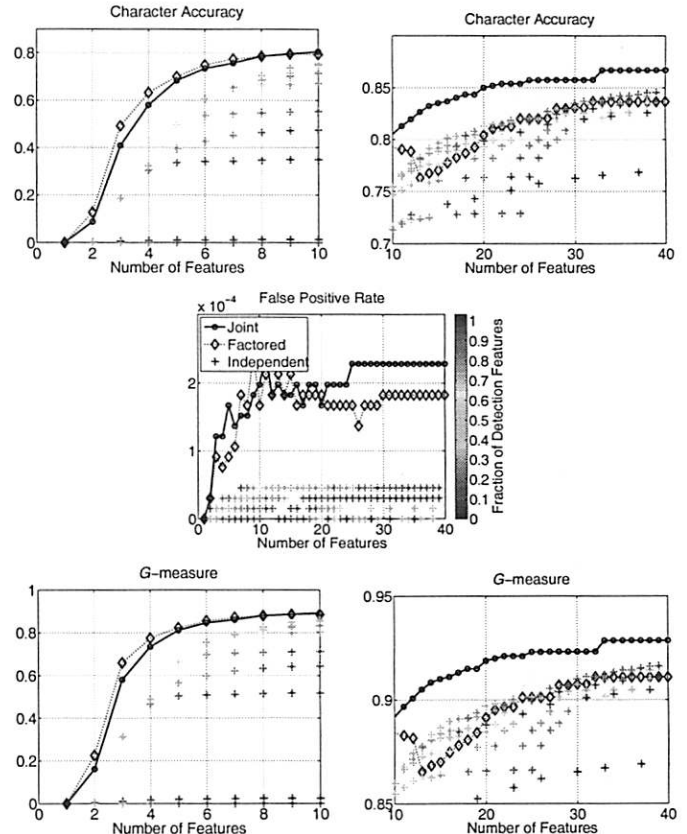 Character Accuracy
0.8
0.6
0.4
0.2
0
0 2 4 6 8 10
Number of Features
Character Accuracy
0.85
0.8
0.75
0.7
10 20 30 40
Number of Features
x 10^-4
False Positive Rate
Joint
Factored
Independent
2
1
0
0 10 20 30 40
Number of Features
1
0.9
0.8
0.7
0.6
0.5
0.4
0.3
0.2
0.1
0
Fraction of Detection Features
G-measure
1
0.8
0.6
0.4
0.2
0
0 2 4 6 8 10
Number of Features
G-measure
0.95
0.9
0.85
10 20 30 40
Number of Features